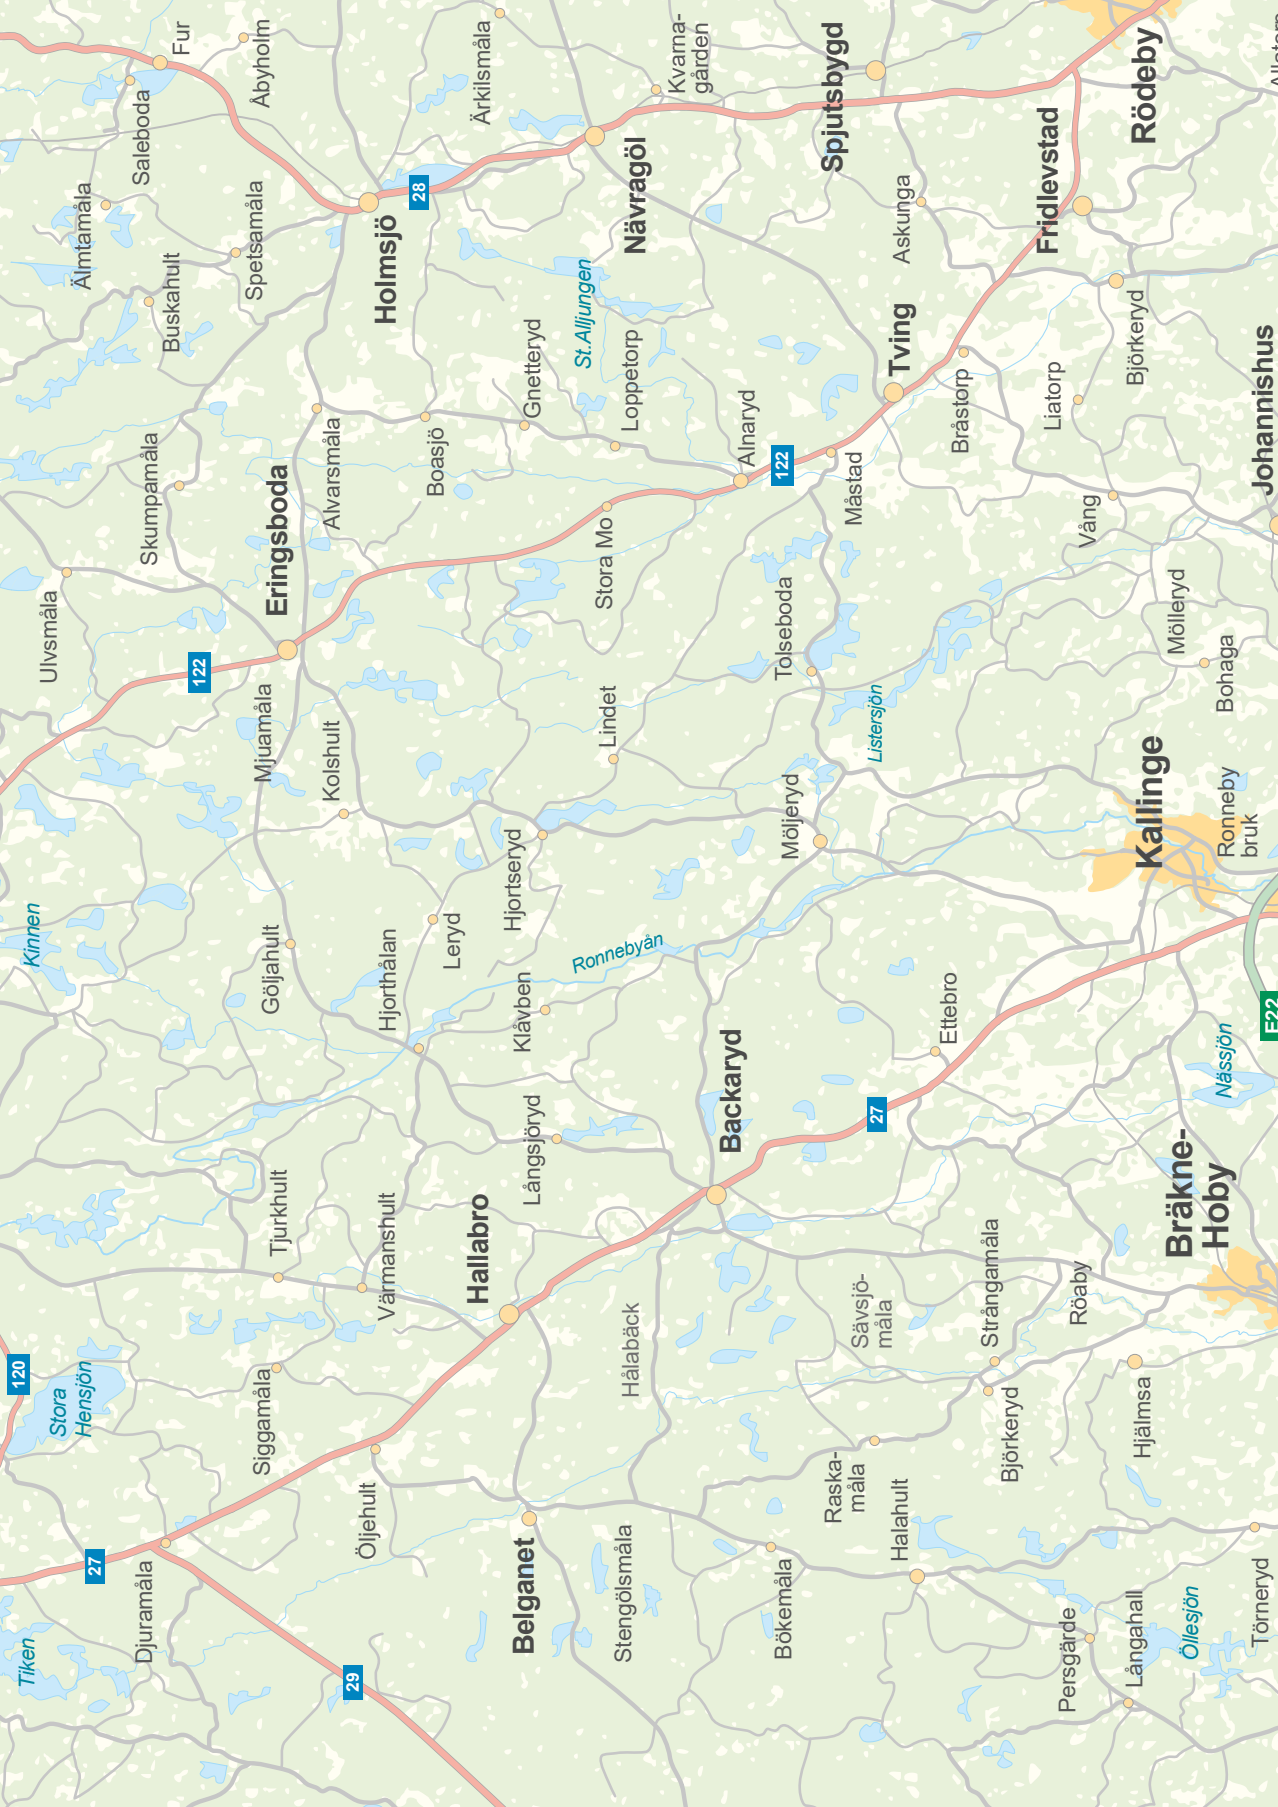 Tiken
27
Djuramåla
29
Stora
Hensjön
120
Siggamåla
Öljehult
Belganet
Stengölsmåla
Bökemåla
Raska-
måla
Halahult
Persgärde
Långahall
Öllesjön
Törneryd
Björkeryd
Hjälmsa
Tjurkhult
Värmanshult
Hallabro
Hålabäck
Sävsjö-
måla
Strångamåla
Röaby
Bräkne-
Hoby
Långsjöryd
Backaryd
27
Ettebro
Nässjön
E22
Kinnen
Göljahult
Hjorthålan
Leryd
Klåvben
Hjortseryd
Ronnebyån
Möljeryd
Kallinge
Ronneby
bruk
Mjuamåla
Kolshult
Lindet
Tolseboda
Listersjön
Mölleryd
Bohaga
Ulvsmåla
122
Skumpamåla
Eringsboda
Alvarsmåla
Boasjö
Stora Mo
Gnetteryd
Loppetorp
Alnaryd
122
Måstad
Tving
Bråstorp
Liatorp
Vång
Björkeryd
Johannishus
Älmtamåla
Buskahult
Saleboda
Spetsamåla
Fur
Åbyholm
Holmsjö
28
Ärkilsmåla
St.Alljungen
Nävragöl
Kvarna-
gården
Spjutsbygd
Askunga
Fridlevstad
Rödeby